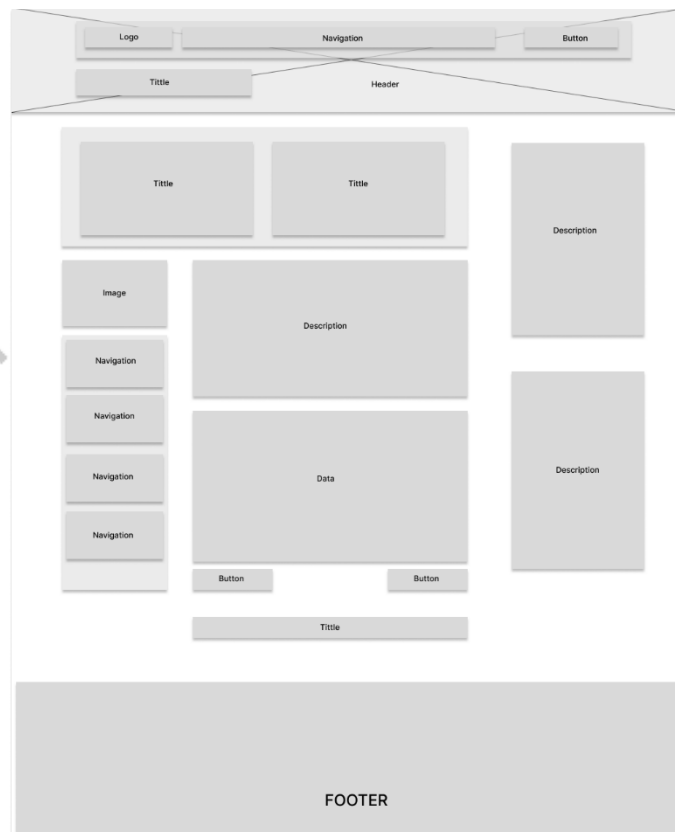 Logo
Navigation
Button
Tittle
Header
Tittle
Tittle
Description
Image
Description
Navigation
Navigation
Navigation
Navigation
Data
Description
Button
Button
Tittle
FOOTER